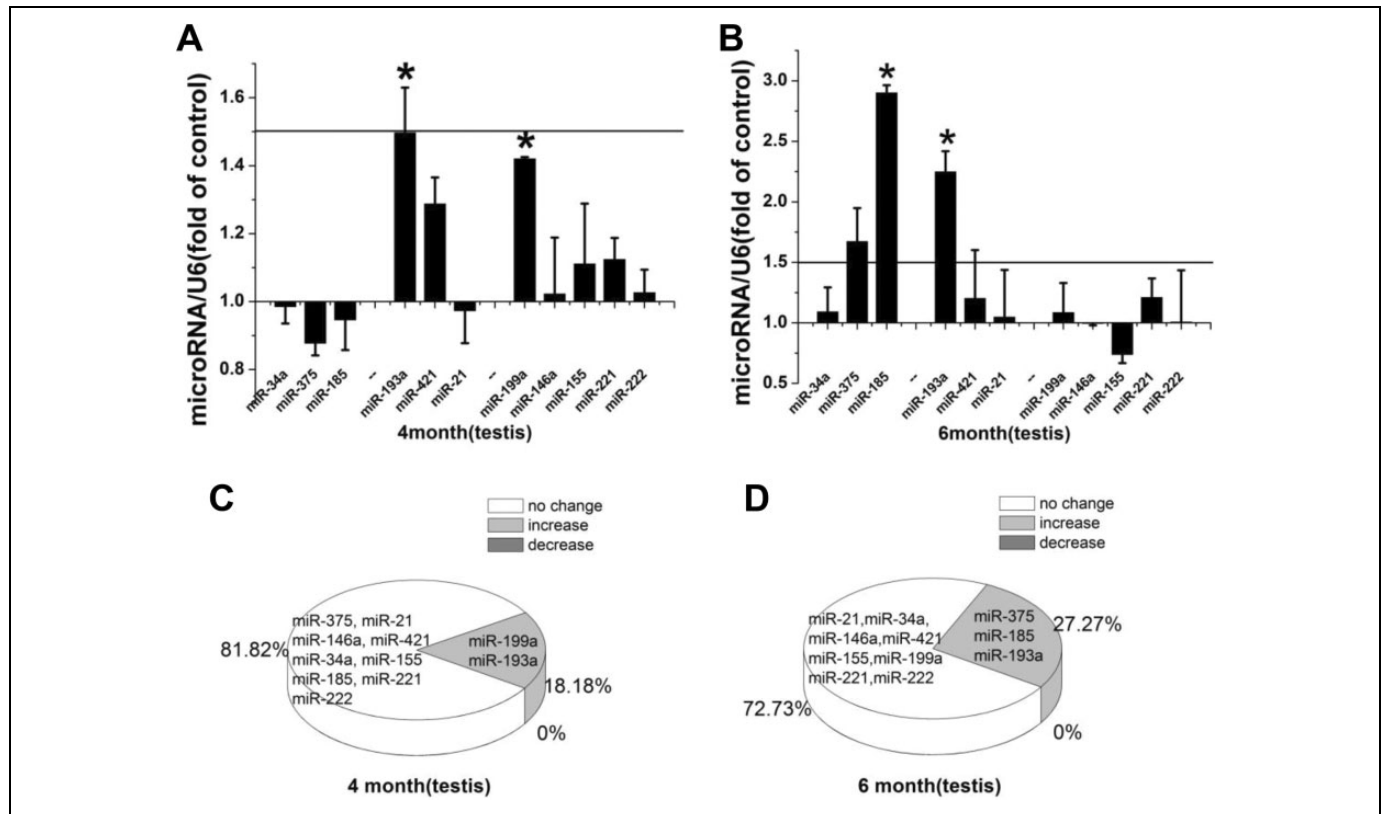 A
microRNA/U6(fold of control)
1.6
1.4
1.2
1.0
0.8
*
*
miR-34a
miR-375
miR-185
--
miR-193a
miR-421
miR-21
--
miR-199a
miR-146a
miR-155
miR-221
miR-222
4month(testis)
B
microRNA/U6(fold of control)
3.0
2.5
2.0
1.5
1.0
0.5
*
*
miR-34a
miR-375
miR-185
--
miR-193a
miR-421
miR-21
--
miR-199a
miR-146a
miR-155
miR-221
miR-222
6month(testis)
C
no change
increase
decrease
miR-375, miR-21
miR-146a, miR-421
miR-34a, miR-155
miR-185, miR-221
miR-222
miR-199a
miR-193a
81.82%
18.18%
0%
4 month(testis)
D
no change
increase
decrease
miR-21,miR-34a,
miR-146a,miR-421
miR-155,miR-199a
miR-221,miR-222
miR-375
miR-185
miR-193a
27.27%
72.73%
0%
6 month(testis)